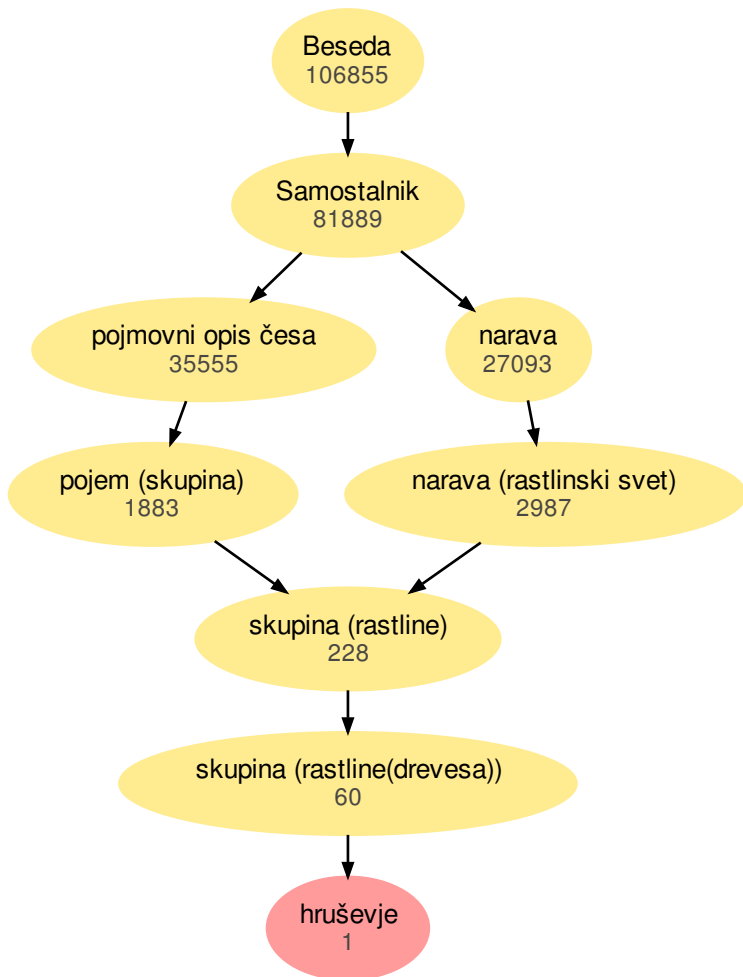 Beseda
106855
Samostalnik
81889
pojmovni opis česa
35555
narava
27093
pojem (skupina)
1883
narava (rastlinski svet)
2987
skupina (rastline)
228
skupina (rastline(drevesa))
60
hruševje
1